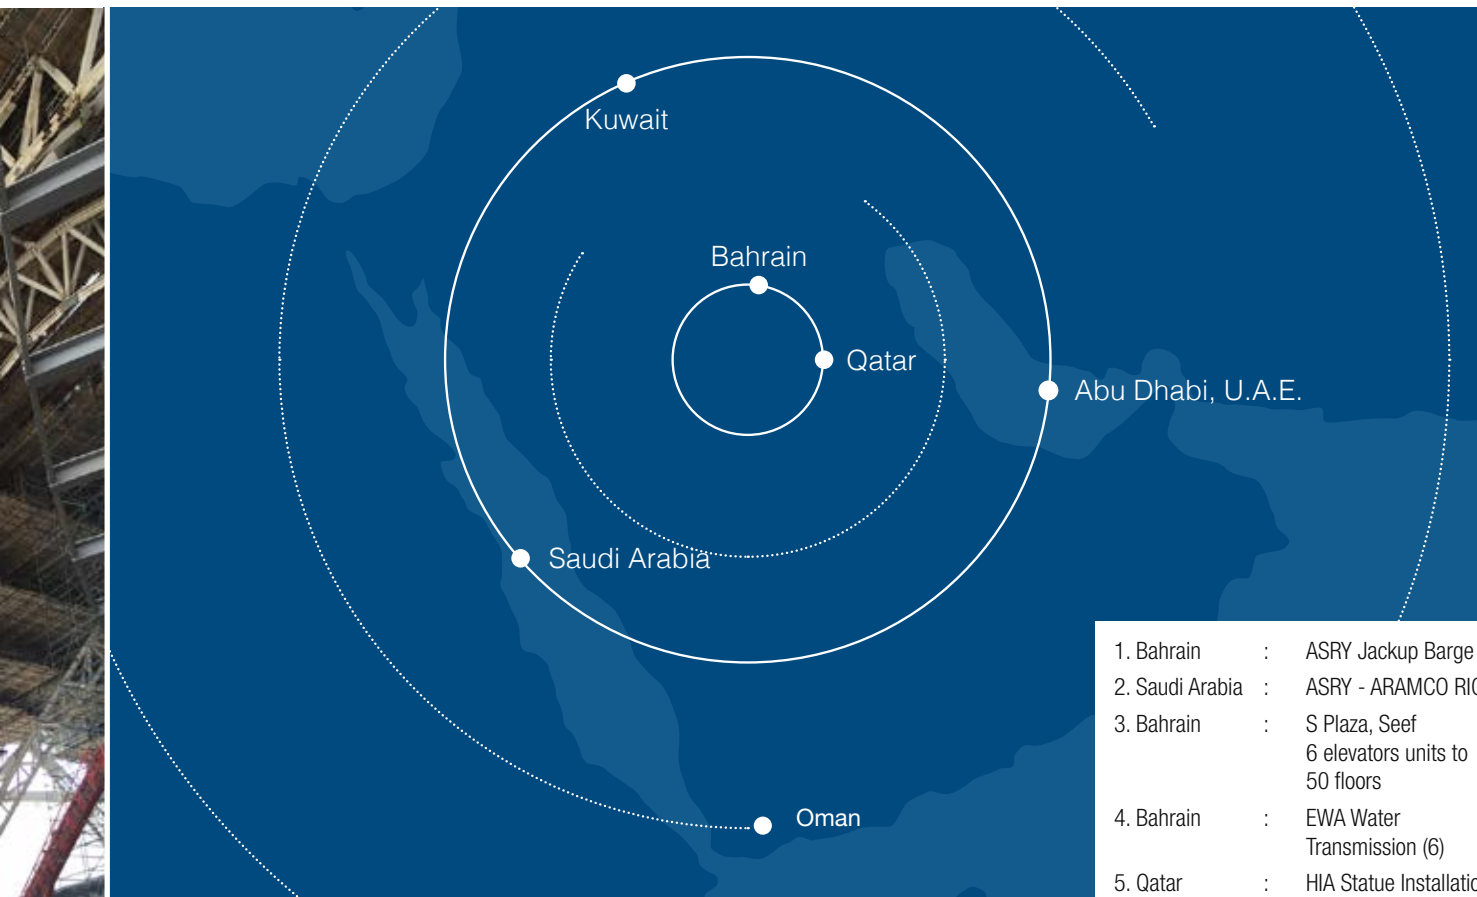 Kuwait
Bahrain
Qatar
Abu Dhabi, U.A.E.
Saudi Arabia
Oman
1. Bahrain : ASRY Jackup Barge
2. Saudi Arabia : ASRY - ARAMCO
3. Bahrain : S Plaza, Seef
6 elevators units to
50 floors
4. Bahrain : EWA Water
Transmission (6)
5. Qatar : HIA Statue